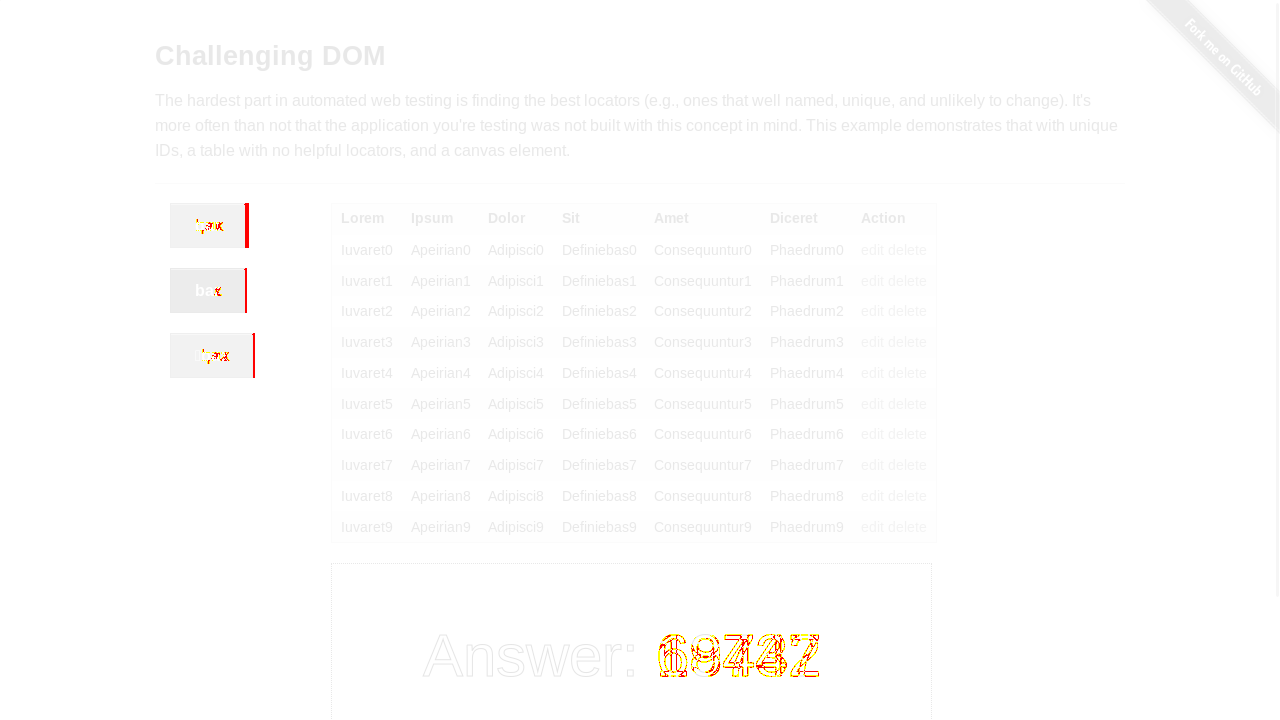 Fork me on GitHub
Challenging DOM
The hardest part in automated web testing is finding the best locators (e.g., ones that well named, unique, and unlikely to change). It's
more often than not that the application you're testing was not built with this concept in mind. This example demonstrates that with unique
IDs, a table with no helpful locators, and a canvas element.
Lorem Ipsum Dolor Sit Amet Diceret Action
Iuvaret0 Apeirian0 Adipisci0 Definiebas0 Consequuntur0 Phaedrum0 edit delete
Iuvaret1 Apeirian1 Adipisci1 Definiebas1 Consequuntur1 Phaedrum1 edit delete
Iuvaret2 Apeirian2 Adipisci2 Definiebas2 Consequuntur2 Phaedrum2 edit delete
Iuvaret3 Apeirian3 Adipisci3 Definiebas3 Consequuntur3 Phaedrum3 edit delete
Iuvaret4 Apeirian4 Adipisci4 Definiebas4 Consequuntur4 Phaedrum4 edit delete
Iuvaret5 Apeirian5 Adipisci5 Definiebas5 Consequuntur5 Phaedrum5 edit delete
Iuvaret6 Apeirian6 Adipisci6 Definiebas6 Consequuntur6 Phaedrum6 edit delete
Iuvaret7 Apeirian7 Adipisci7 Definiebas7 Consequuntur7 Phaedrum7 edit delete
Iuvaret8 Apeirian8 Adipisci8 Definiebas8 Consequuntur8 Phaedrum8 edit delete
Iuvaret9 Apeirian9 Adipisci9 Definiebas9 Consequuntur9 Phaedrum9 edit delete
Answer: